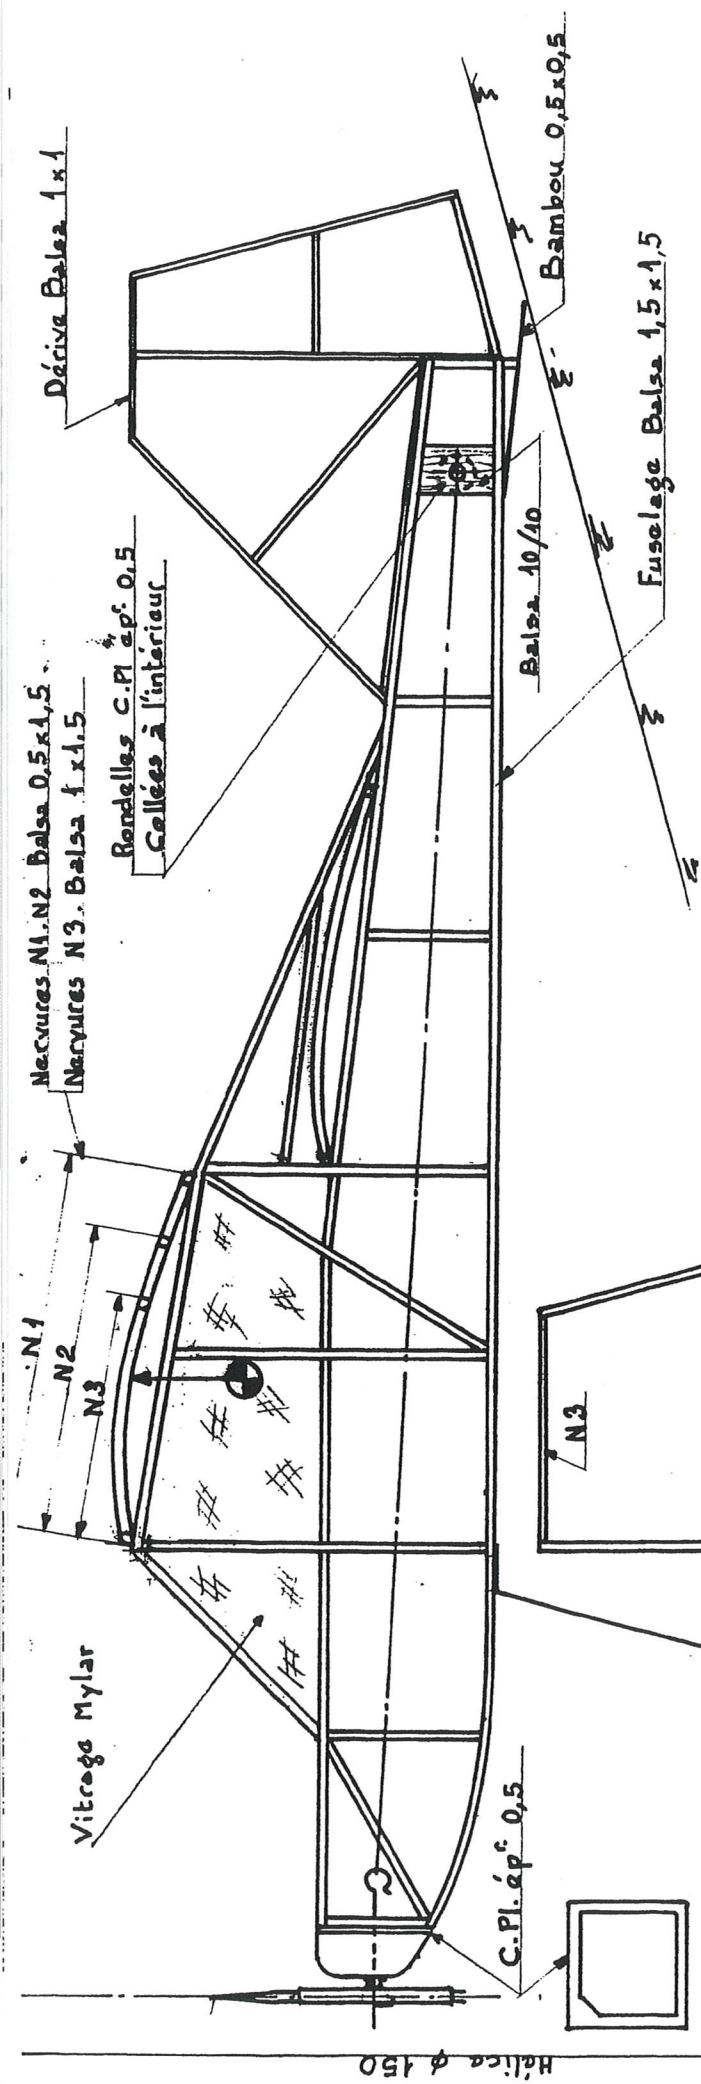 Dérive Balsa 1x1
Bambou 0,5x0,5
Fuselage Balsa 1,5x1,5
Balsa 10/10
Rondelles C.Pl ép^r 0,5
Collées à l'intérieur
Nervures N1.N2 Balsa 0,5x1,5
Nervures N3. Balsa 1x1,5
N1
N2
N3
N3
Vitrage Mylar
C.Pl. ép^r 0,5
Hélice φ 150